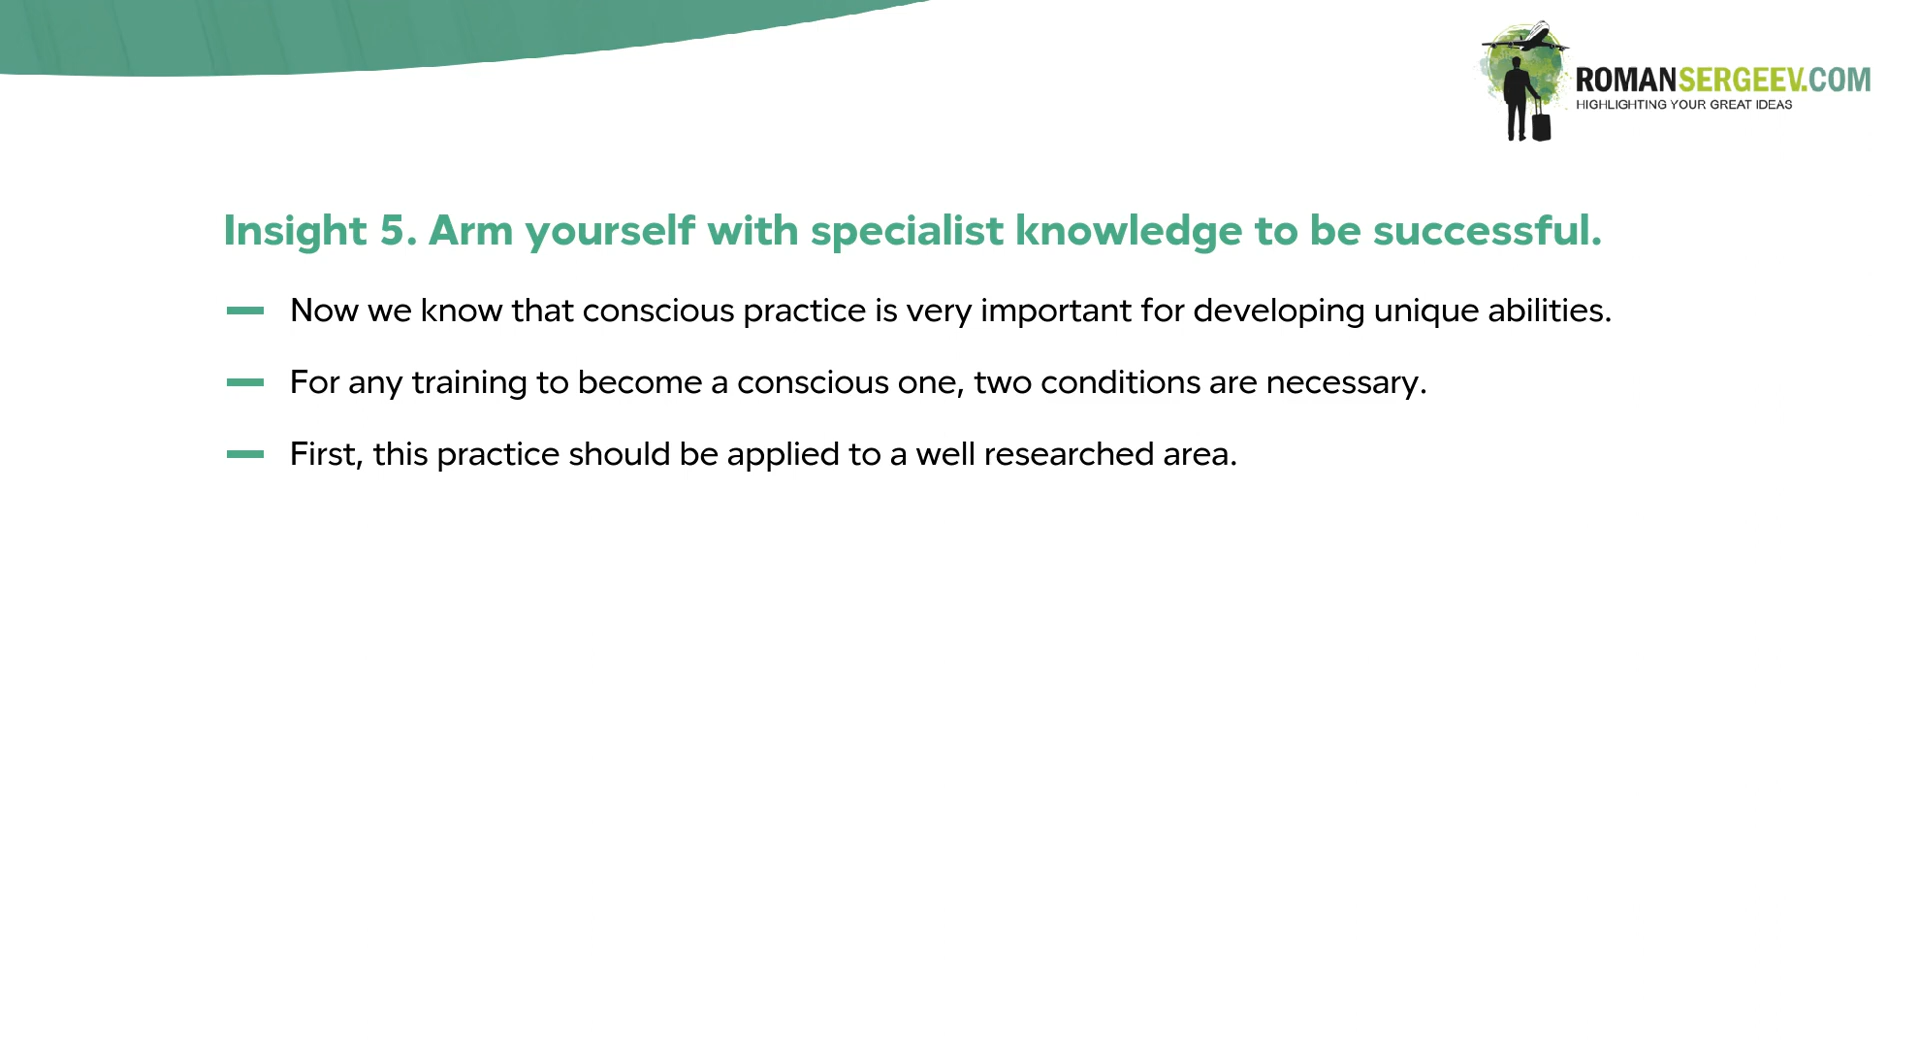 ROMANSERGEEV.COM
HIGHLIGHTING YOUR GREAT IDEAS
Insight 5. Arm yourself with specialist knowledge to be successful.
Now we know that conscious practice is very important for developing unique abilities.
For any training to become a conscious one, two conditions are necessary.
First, this practice should be applied to a well researched area.